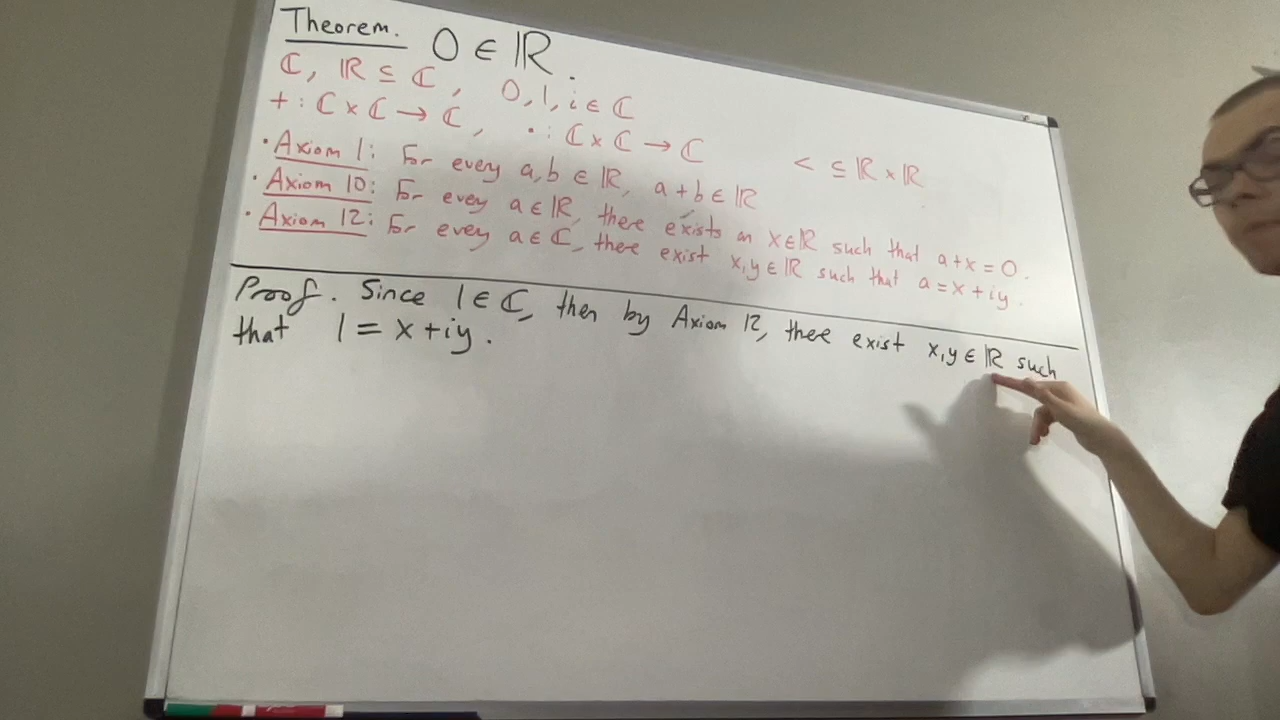 Theorem. 0 ∈ ℝ.
ℂ, ℝ ⊆ ℂ, 0, 1, i ∈ ℂ
+ : ℂ × ℂ → ℂ, · : ℂ × ℂ → ℂ < ⊆ ℝ × ℝ
· Axiom 1: For every a, b ∈ ℝ, a + b ∈ ℝ
· Axiom 10: For every a ∈ ℝ, there exists an x ∈ ℝ such that a + x = 0.
· Axiom 12: For every a ∈ ℂ, there exist x, y ∈ ℝ such that a = x + iy.
Proof. Since 1 ∈ ℂ, then by Axiom 12, there exist x, y ∈ ℝ such
that 1 = x + iy.